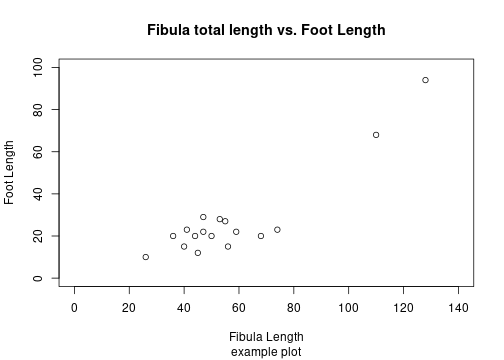 Fibula total length vs. Foot Length
Foot Length
100
80
60
40
20
0
0 20 40 60 80 100 120 140
Fibula Length
example plot